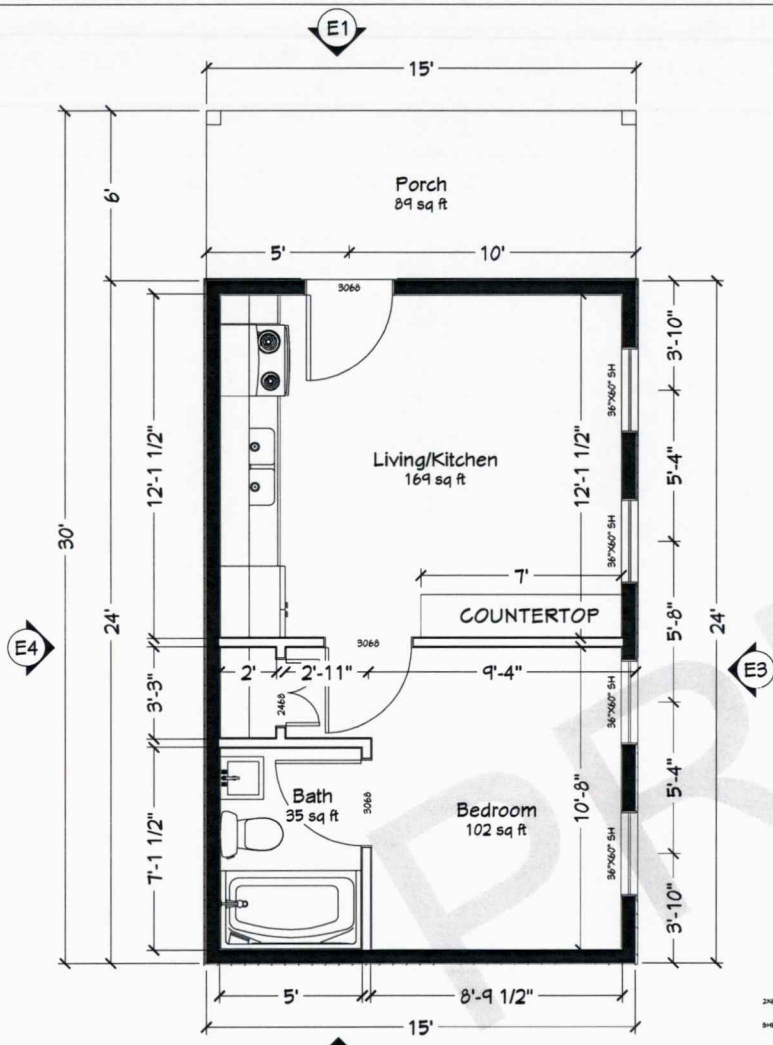 E1
15'
Porch
89 sq ft
6'
5'
10'
3068
3'-10"
36"X60" SH
12'-1 1/2"
Living/Kitchen
169 sq ft
12'-1 1/2"
5'-4"
36"X60" SH
30'
24'
7'
COUNTERTOP
5'-8"
24'
E4
3068
E3
2'
2'-11"
9'-4"
3'-3"
2468
36"X60" SH
5'-4"
Bath
35 sq ft
3068
Bedroom
102 sq ft
10'-8"
7'-1 1/2"
36"X60" SH
3'-10"
5'
8'-9 1/2"
15'
PR